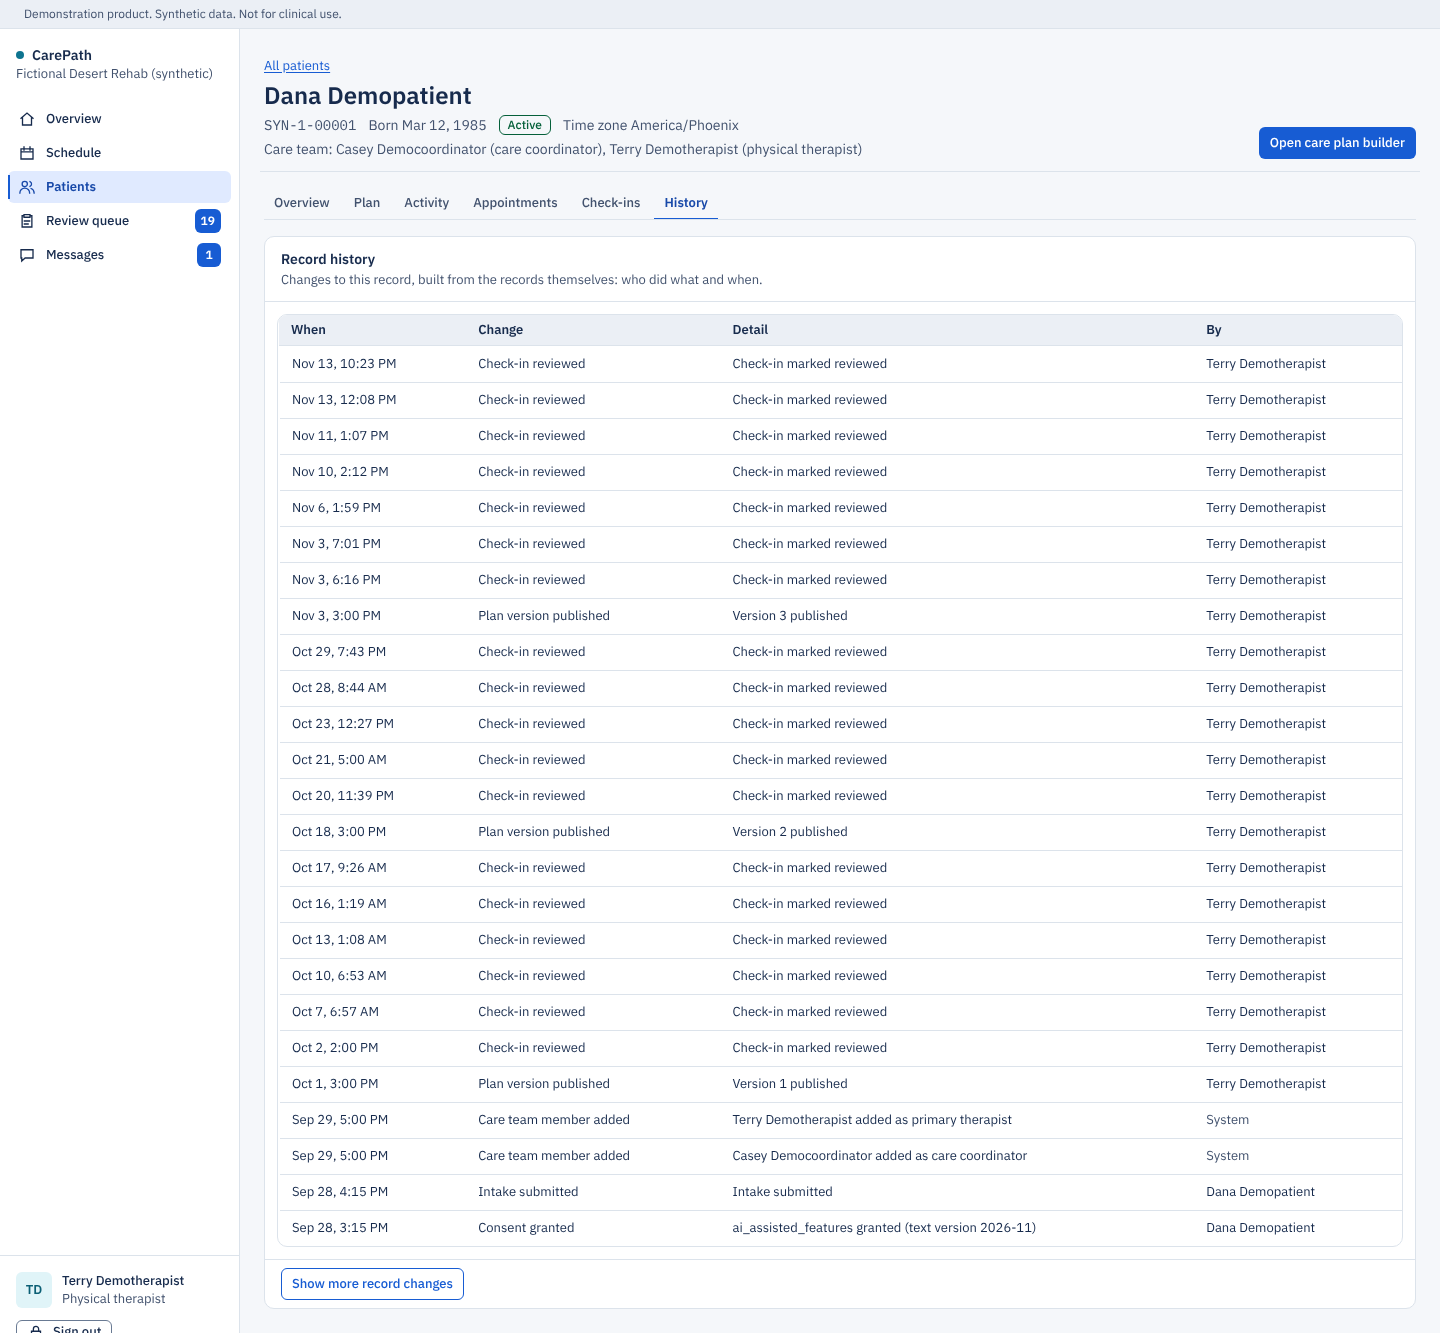 Demonstration product. Synthetic data. Not for clinical use.
CarePath
Fictional Desert Rehab (synthetic)
Overview
Schedule
Patients
Review queue 19
Messages 1
All patients
Dana Demopatient
SYN-1-00001 Born Mar 12, 1985 Active Time zone America/Phoenix
Care team: Casey Democoordinator (care coordinator), Terry Demotherapist (physical therapist)
Open care plan builder
Overview Plan Activity Appointments Check-ins History
Record history
Changes to this record, built from the records themselves: who did what and when.
When Change Detail By
Nov 13, 10:23 PM Check-in reviewed Check-in marked reviewed Terry Demotherapist
Nov 13, 12:08 PM Check-in reviewed Check-in marked reviewed Terry Demotherapist
Nov 11, 1:07 PM Check-in reviewed Check-in marked reviewed Terry Demotherapist
Nov 10, 2:12 PM Check-in reviewed Check-in marked reviewed Terry Demotherapist
Nov 6, 1:59 PM Check-in reviewed Check-in marked reviewed Terry Demotherapist
Nov 3, 7:01 PM Check-in reviewed Check-in marked reviewed Terry Demotherapist
Nov 3, 6:16 PM Check-in reviewed Check-in marked reviewed Terry Demotherapist
Nov 3, 3:00 PM Plan version published Version 3 published Terry Demotherapist
Oct 29, 7:43 PM Check-in reviewed Check-in marked reviewed Terry Demotherapist
Oct 28, 8:44 AM Check-in reviewed Check-in marked reviewed Terry Demotherapist
Oct 23, 12:27 PM Check-in reviewed Check-in marked reviewed Terry Demotherapist
Oct 21, 5:00 AM Check-in reviewed Check-in marked reviewed Terry Demotherapist
Oct 20, 11:39 PM Check-in reviewed Check-in marked reviewed Terry Demotherapist
Oct 18, 3:00 PM Plan version published Version 2 published Terry Demotherapist
Oct 17, 9:26 AM Check-in reviewed Check-in marked reviewed Terry Demotherapist
Oct 16, 1:19 AM Check-in reviewed Check-in marked reviewed Terry Demotherapist
Oct 13, 1:08 AM Check-in reviewed Check-in marked reviewed Terry Demotherapist
Oct 10, 6:53 AM Check-in reviewed Check-in marked reviewed Terry Demotherapist
Oct 7, 6:57 AM Check-in reviewed Check-in marked reviewed Terry Demotherapist
Oct 2, 2:00 PM Check-in reviewed Check-in marked reviewed Terry Demotherapist
Oct 1, 3:00 PM Plan version published Version 1 published Terry Demotherapist
Sep 29, 5:00 PM Care team member added Terry Demotherapist added as primary therapist System
Sep 29, 5:00 PM Care team member added Casey Democoordinator added as care coordinator System
Sep 28, 4:15 PM Intake submitted Intake submitted Dana Demopatient
Sep 28, 3:15 PM Consent granted ai_assisted_features granted (text version 2026-11) Dana Demopatient
Show more record changes
TD
Terry Demotherapist
Physical therapist
Sign out